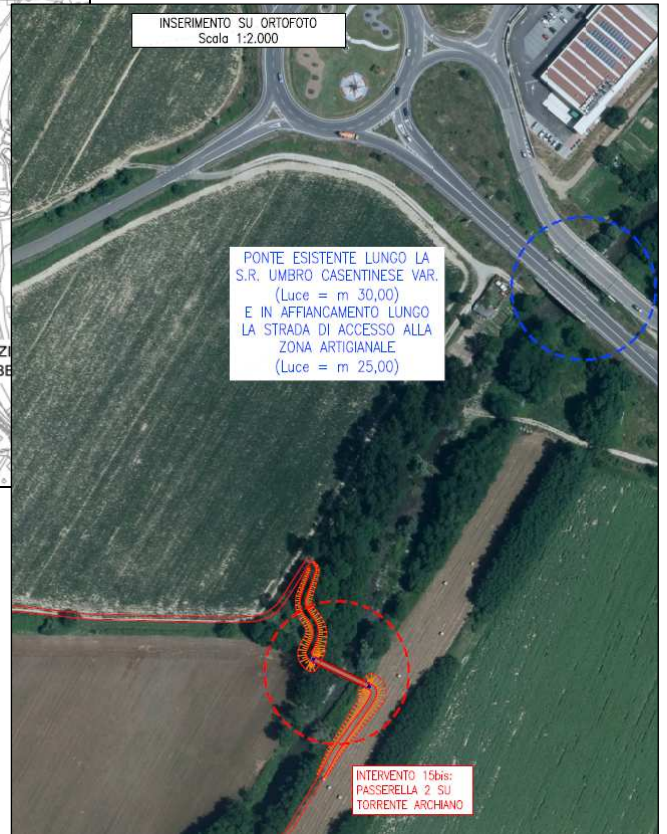 INSERIMENTO SU ORTOFOTO
Scala 1:2.000
PONTE ESISTENTE LUNGO LA
S.R. UMBRO CASENTINESE VAR.
(Luce = m 30,00)
E IN AFFIANCAMENTO LUNGO
LA STRADA DI ACCESSO ALLA
ZONA ARTIGIANALE
(Luce = m 25,00)
INTERVENTO 15bis:
PASSERELLA 2 SU
TORRENTE ARCHIANO